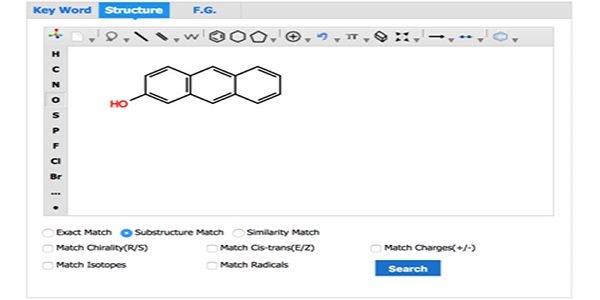 Key Word Structure F.G.
π
H
C
N
O
S
P
F
Cl
Br
...
HO
Exact Match Substructure Match Similarity Match
Match Chirality(R/S) Match Cis-trans(E/Z) Match Charges(+/-)
Match Isotopes Match Radicals Search